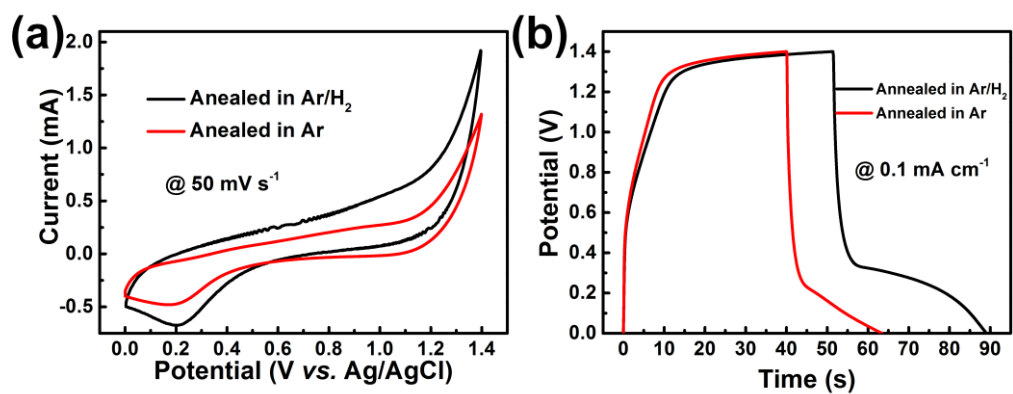 (a)
2.0
1.5
1.0
0.5
0.0
-0.5
Current (mA)
Anealed in Ar/H2
Anealed in Ar
@ 50 mV s-1
0.0 0.2 0.4 0.6 0.8 1.0 1.2 1.4
Potential (V vs. Ag/AgCl)
(b)
1.6
1.4
1.2
1.0
0.8
0.6
0.4
0.2
0.0
Potential (V)
Annealed in Ar/H2
Annealed in Ar
@ 0.1 mA cm-1
0 10 20 30 40 50 60 70 80 90
Time (s)